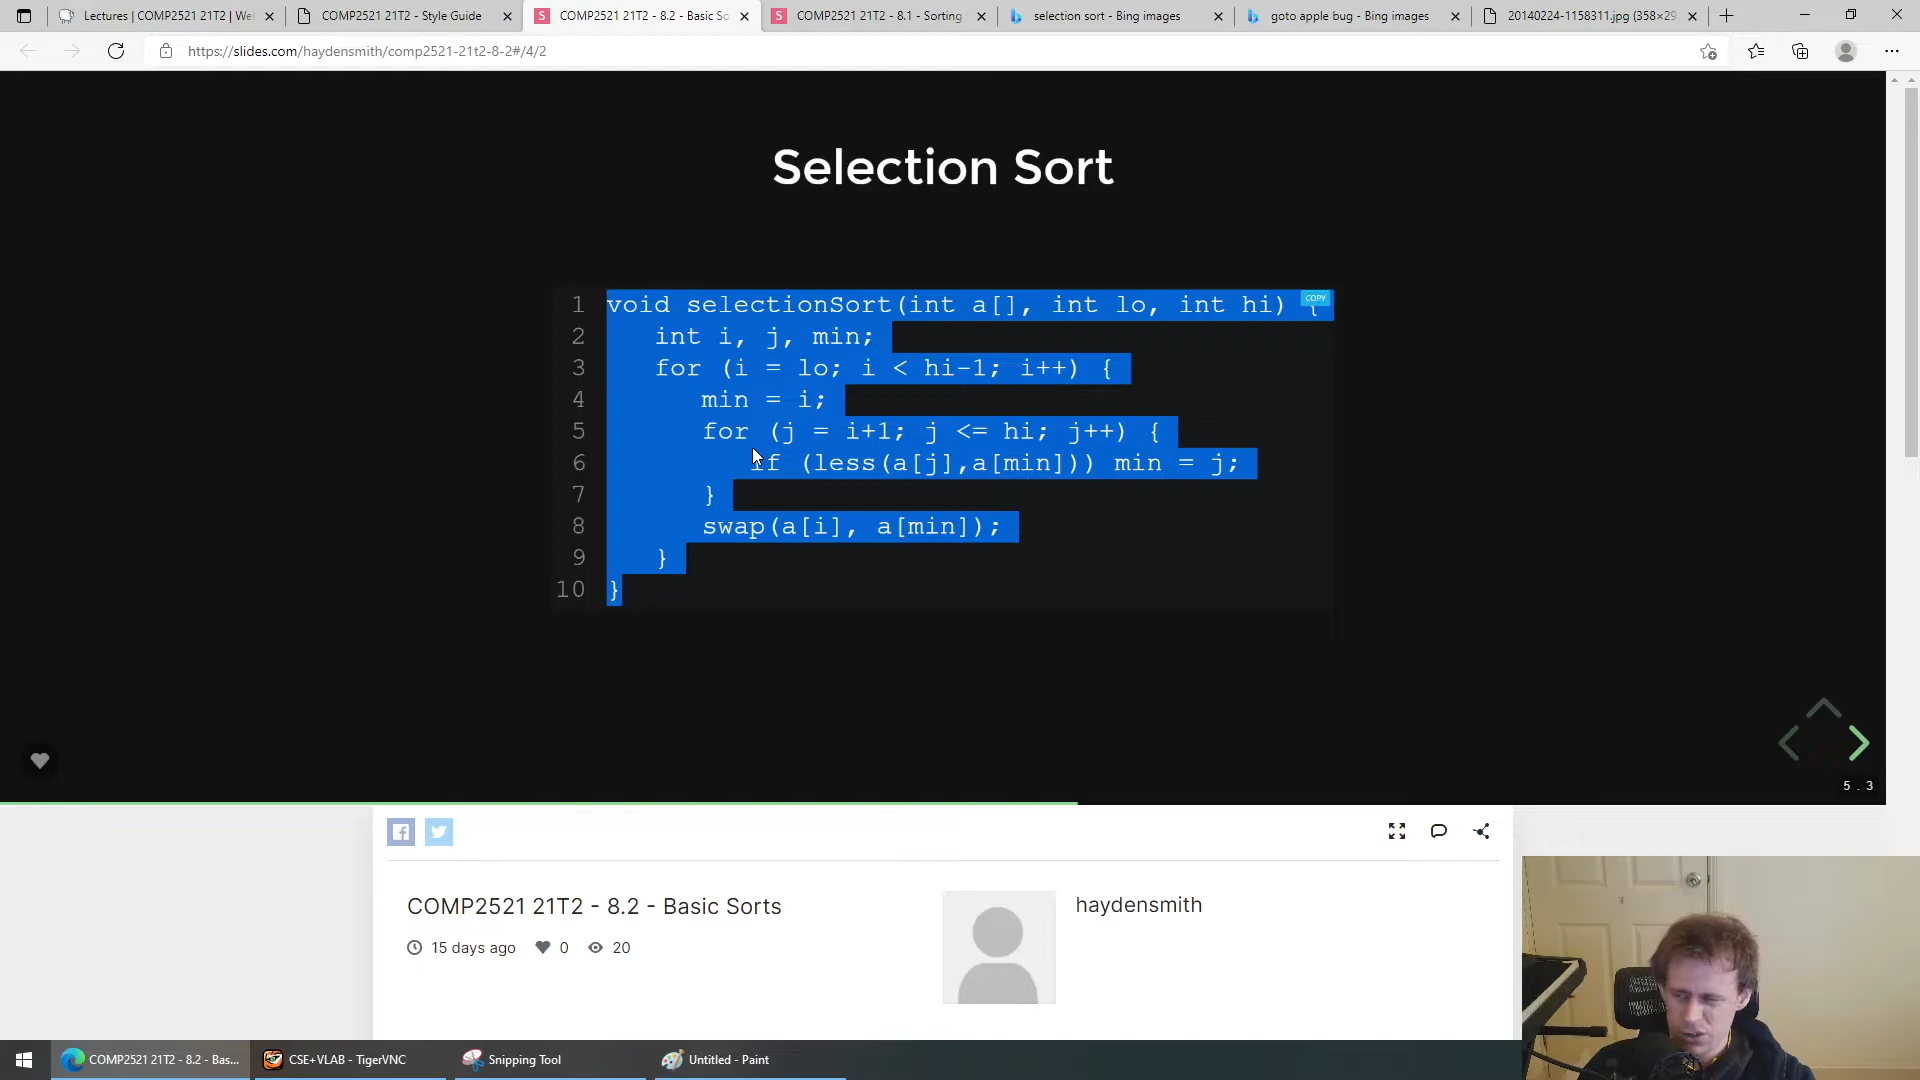 Lectures | COMP2521 21T2 | We
COMP2521 21T2 - Style Guide
S COMP2521 21T2 - 8.2 - Basic So
S COMP2521 21T2 - 8.1 - Sorting
selection sort - Bing images
goto apple bug - Bing images
20140224-1158311.jpg (358×29
https://slides.com/haydensmith/comp2521-21t2-8-2#/4/2
Selection Sort
1 void selectionSort(int a[], int lo, int hi) {
COPY
2 int i, j, min;
3 for (i = lo; i < hi-1; i++) {
4 min = i;
5 for (j = i+1; j <= hi; j++) {
6 if (less(a[j],a[min])) min = j;
7 }
8 swap(a[i], a[min]);
9 }
10 }
5 . 3
COMP2521 21T2 - 8.2 - Basic Sorts
15 days ago 0 20
haydensmith
COMP2521 21T2 - 8.2 - Bas...
CSE+VLAB - TigerVNC
Snipping Tool
Untitled - Paint